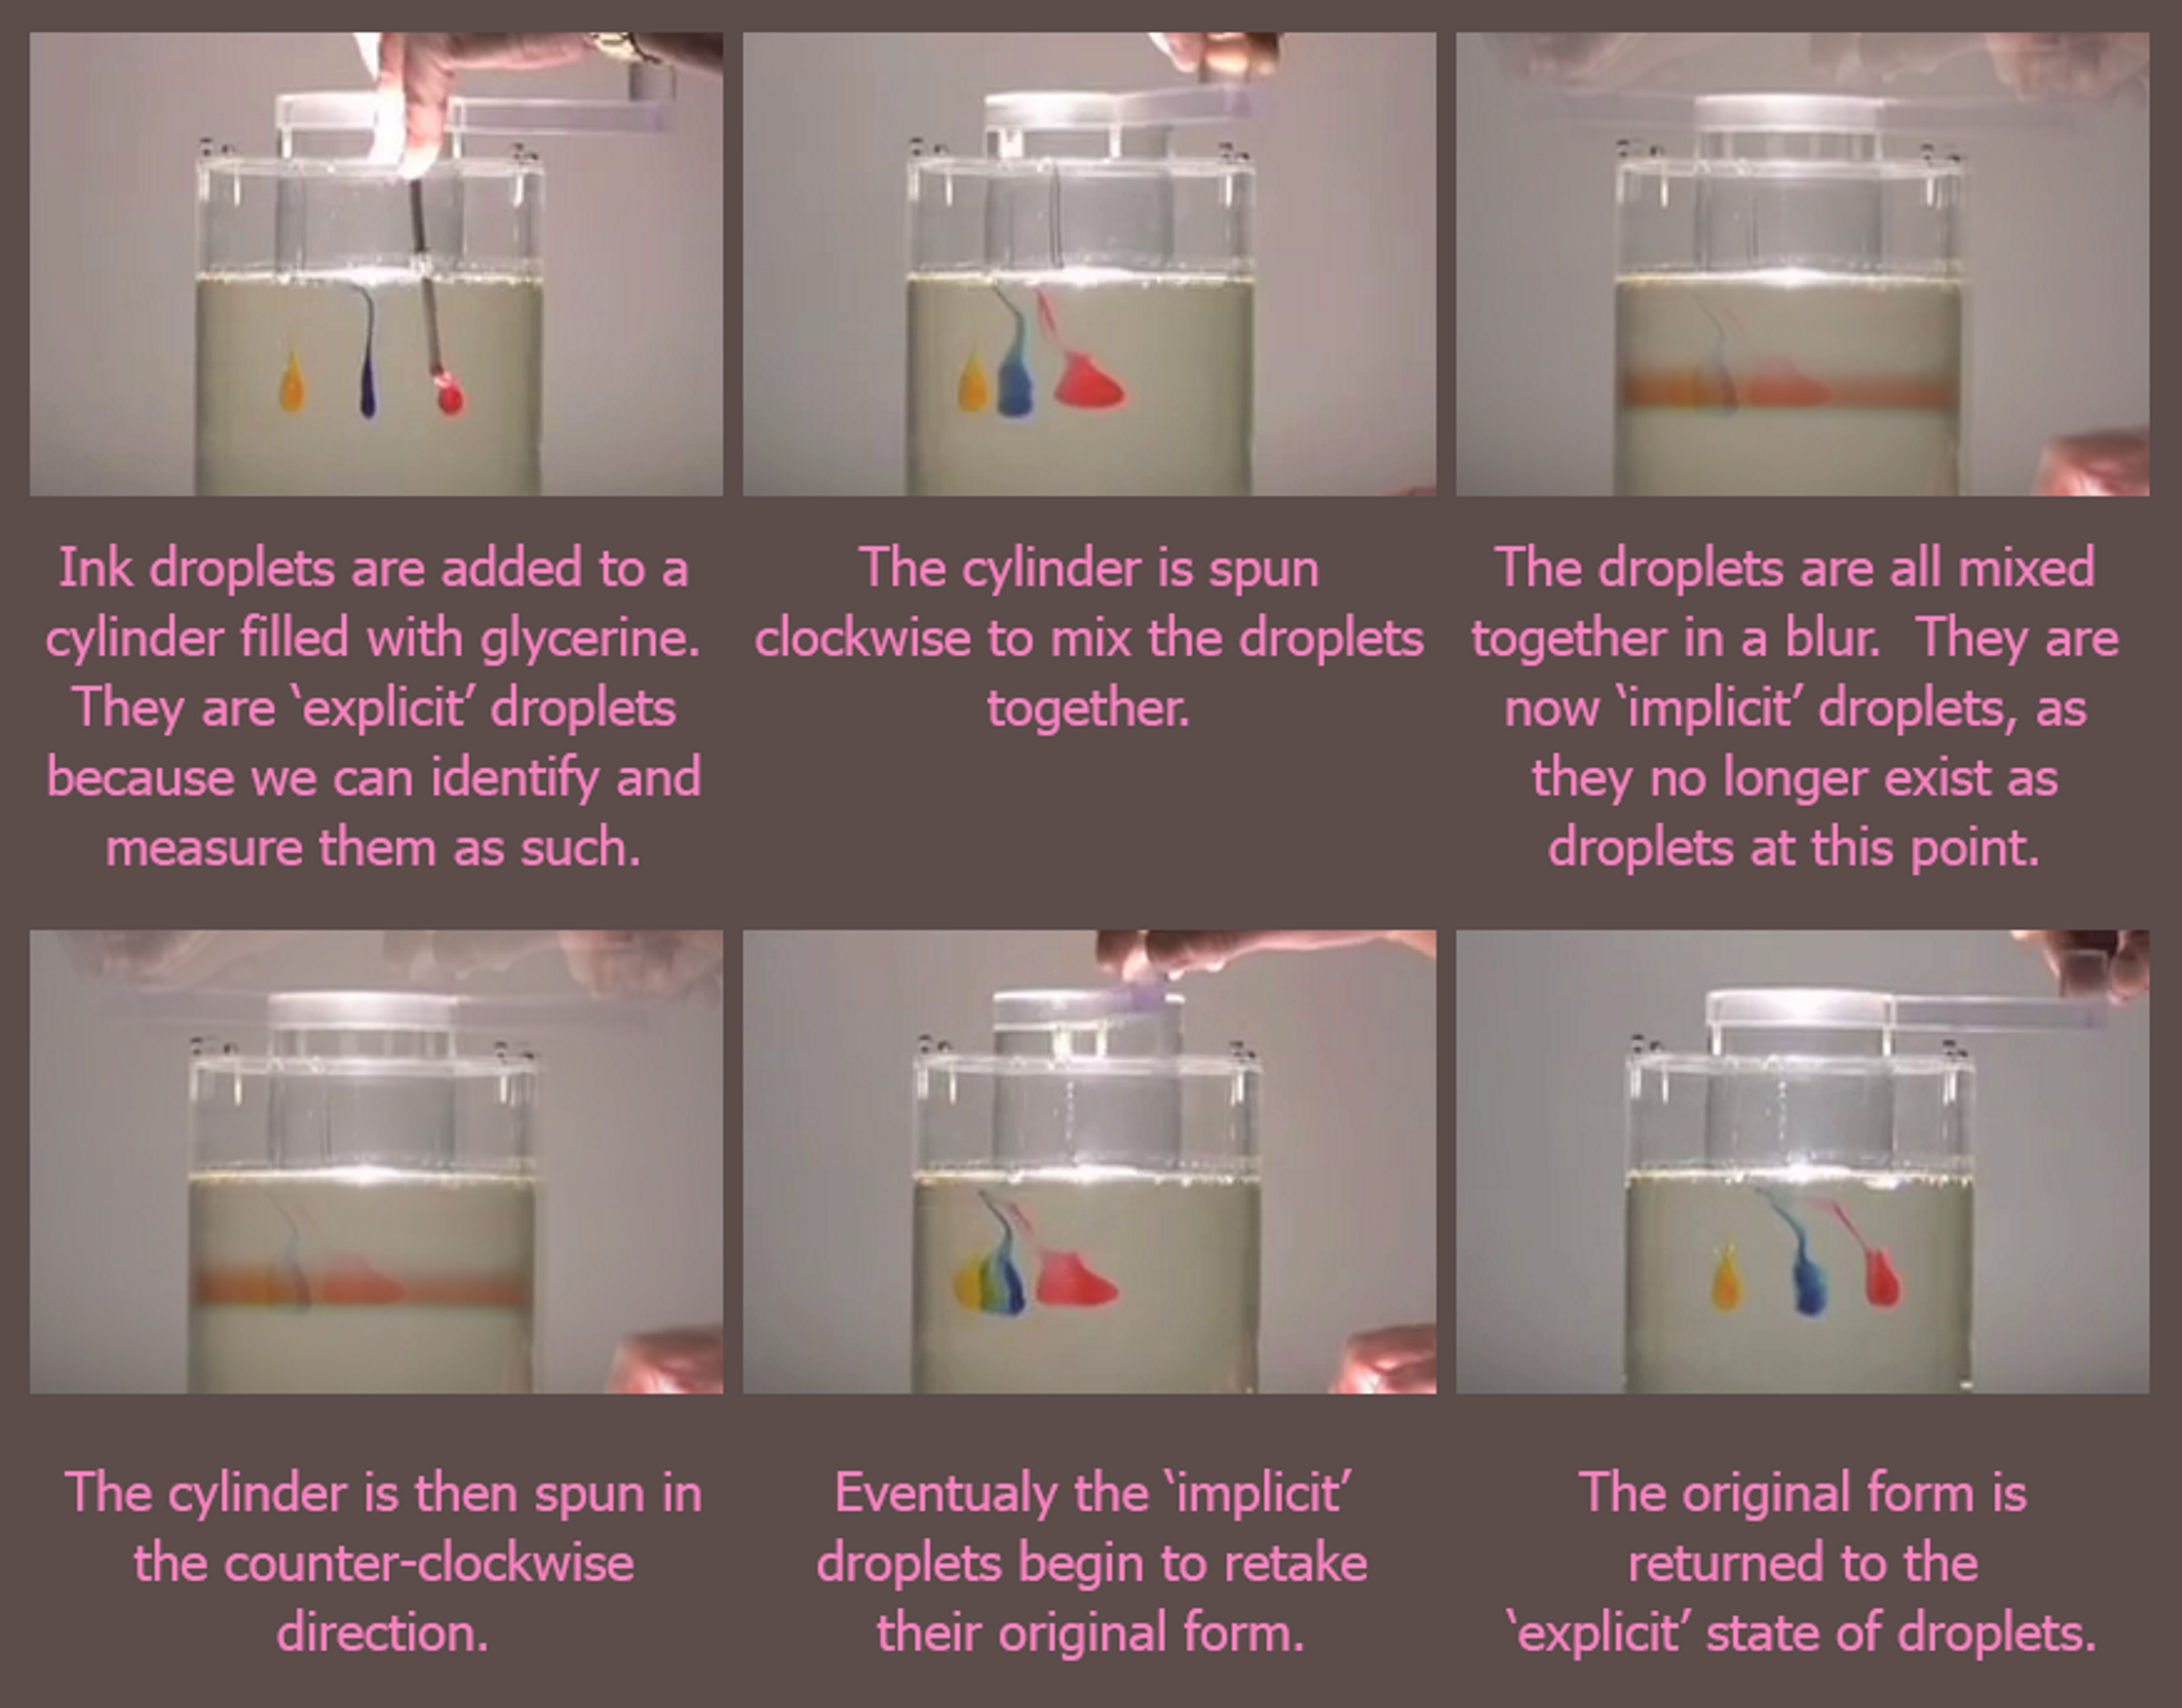 Ink droplets are added to a
cylinder filled with glycerine.
They are ‘explicit’ droplets
because we can identify and
measure them as such.
The cylinder is spun
clockwise to mix the droplets
together.
The droplets are all mixed
together in a blur.  They are
now ‘implicit’ droplets, as
they no longer exist as
droplets at this point.
The cylinder is then spun in
the counter-clockwise
direction.
Eventualy the ‘implicit’
droplets begin to retake
their original form.
The original form is
returned to the
‘explicit’ state of droplets.